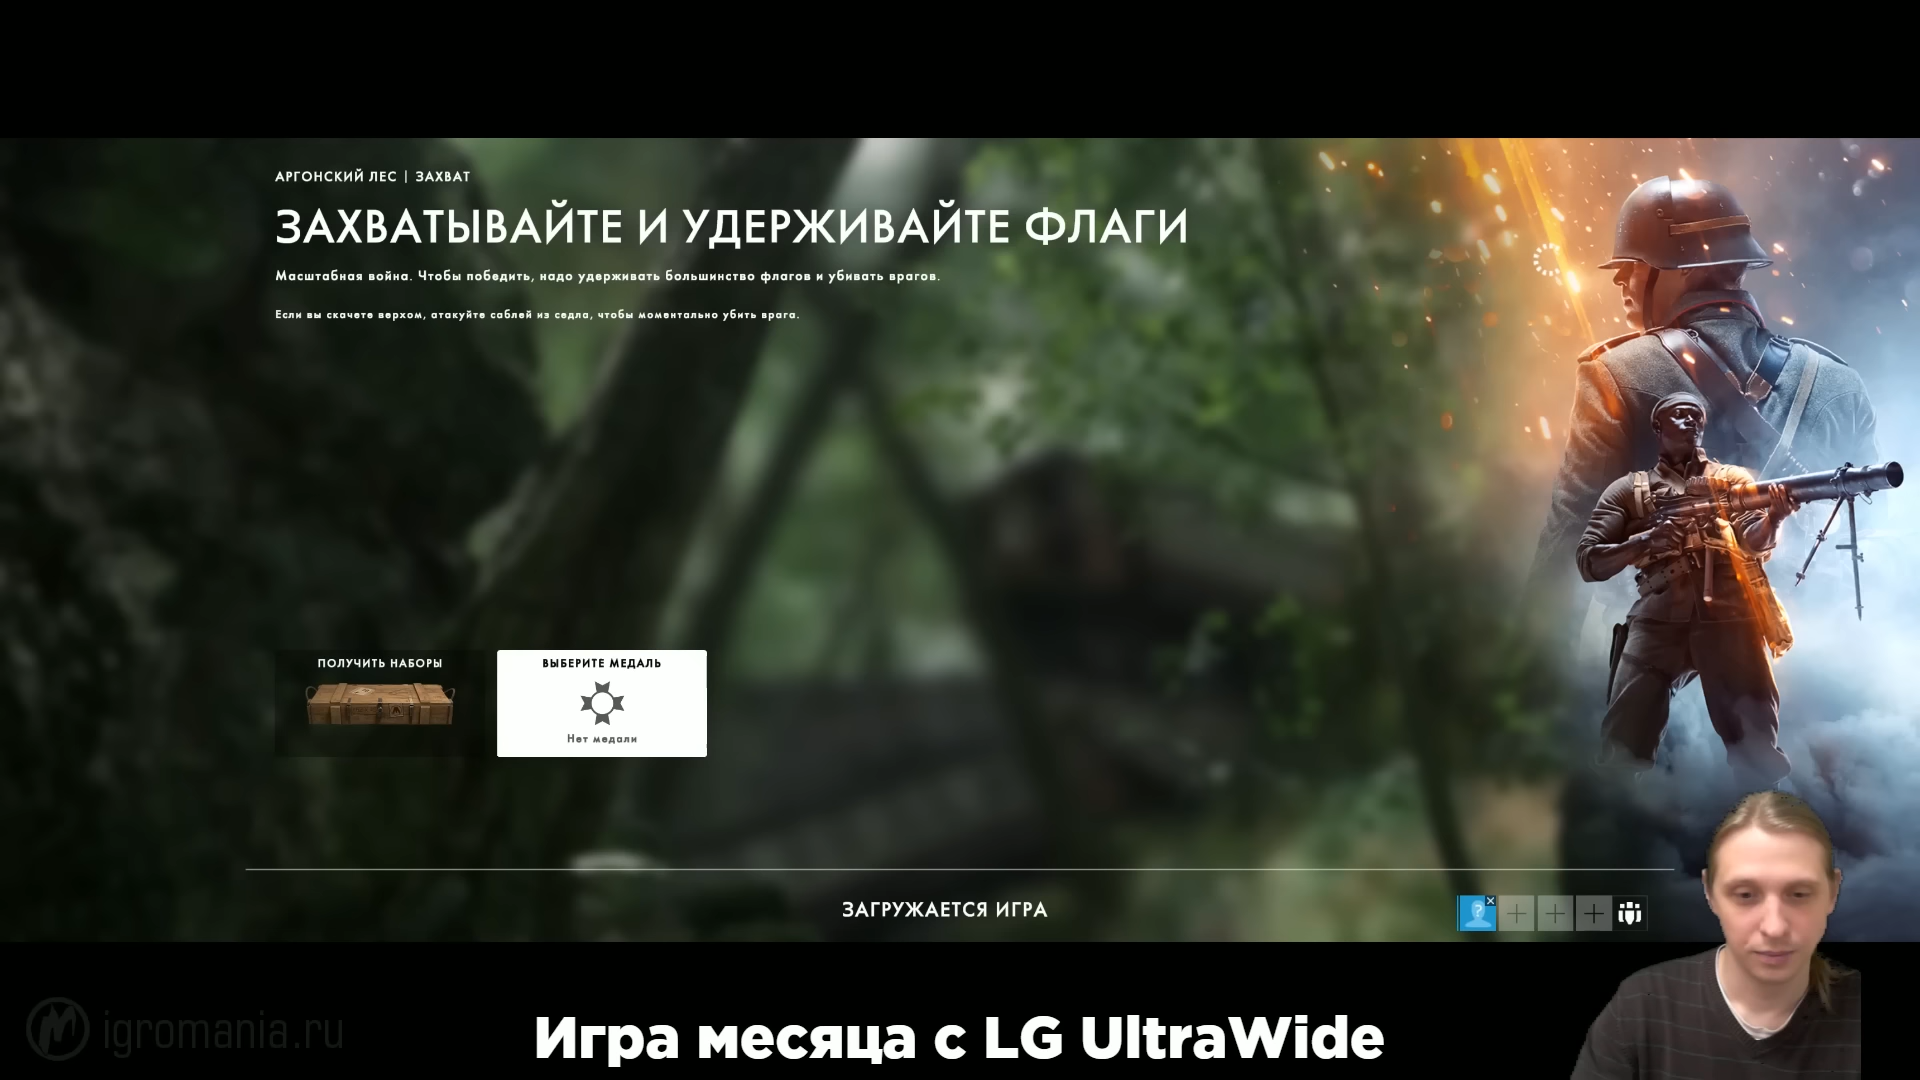 АРГОНСКИЙ ЛЕС | ЗАХВАТ
ЗАХВАТЫВАЙТЕ И УДЕРЖИВАЙТЕ ФЛАГИ
Масштабная война. Чтобы победить, надо удерживать большинство флагов и убивать врагов.
Если вы скачете верхом, атакуйте саблей из седла, чтобы моментально убить врага.
ПОЛУЧИТЬ НАБОРЫ
ВЫБЕРИТЕ МЕДАЛЬ
Нет медали
ЗАГРУЖАЕТСЯ ИГРА
igromania.ru
Игра месяца с LG UltraWide